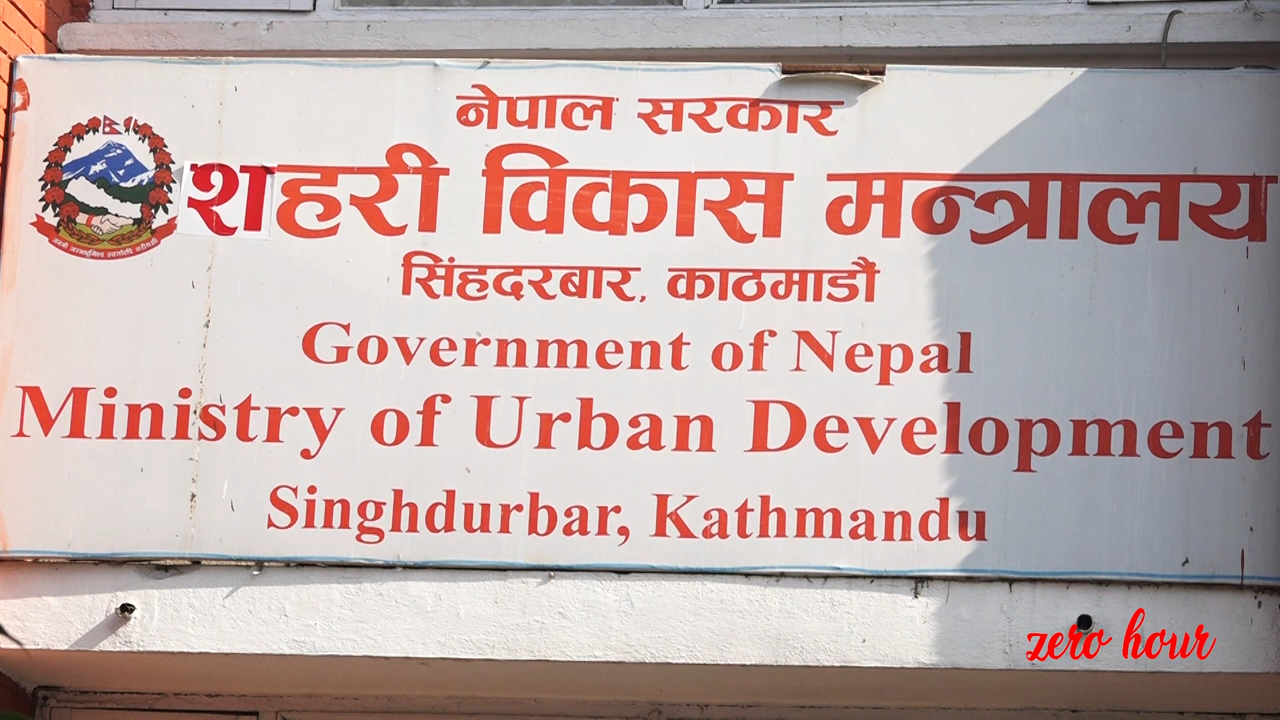 नेपाल सरकार
शहरी विकास मन्त्रालय
सिंहदरबार, काठमाडौं
Government of Nepal
Ministry of Urban Development
Singhdurbar, Kathmandu
zero hour